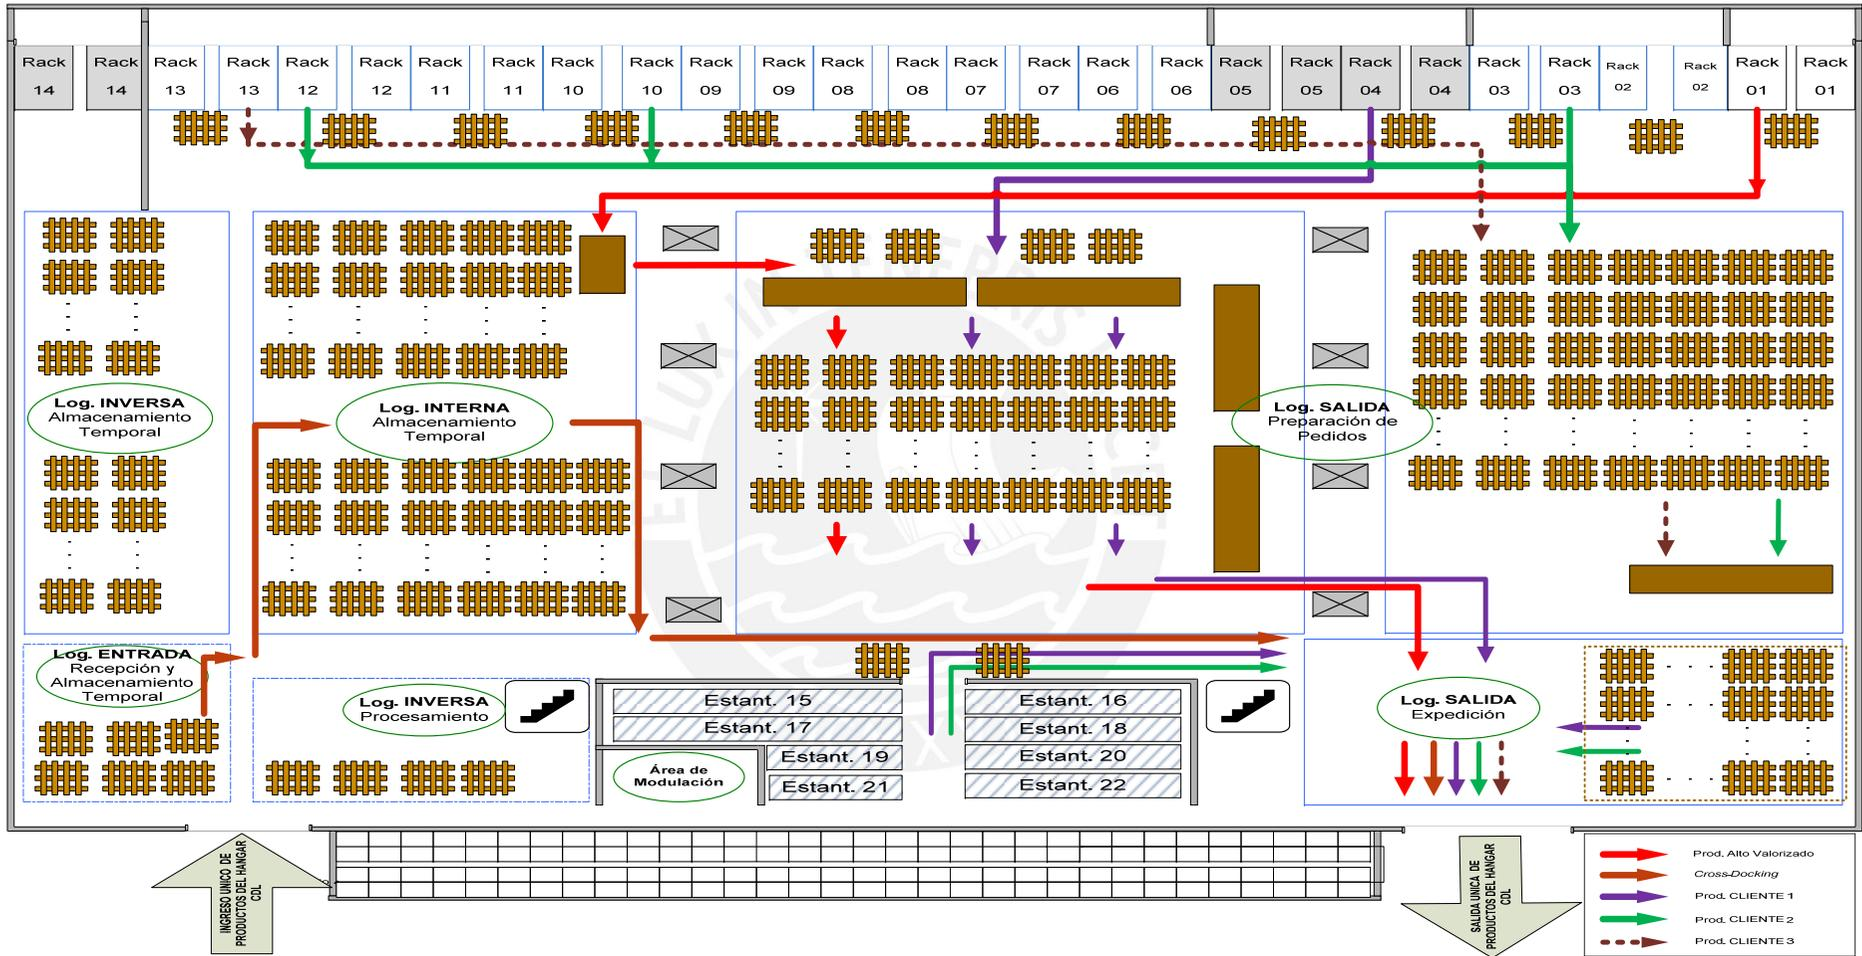 Rack Rack Rack Rack Rack Rack Rack Rack Rack Rack Rack Rack Rack Rack Rack Rack Rack Rack Rack Rack Rack Rack Rack Rack Rack Rack Rack Rack
14 14 13 13 12 12 11 11 10 10 09 09 08 08 07 07 06 06 05 05 04 04 03 03 02 02 01 01
ET LUX IN TENEBRIS
Log. INVERSA
Almacenamiento
Temporal
Log. INTERNA
Almacenamiento
Temporal
Log. SALIDA
Preparación de
Pedidos
Log. ENTRADA
Recepción y
Almacenamiento
Temporal
Log. INVERSA
Procesamiento
Estant. 15
Estant. 17
Estant. 19
Estant. 21
Área de
Modulación
Estant. 16
Estant. 18
Estant. 20
Estant. 22
Log. SALIDA
Expedición
INGRESO UNICO DE
PRODUCTOS DEL HANGAR
CDL
SALIDA UNICA DE
PRODUCTOS DEL HANGAR
CDL
Prod. Alto Valorizado
Cross-Docking
Prod. CLIENTE 1
Prod. CLIENTE 2
Prod. CLIENTE 3